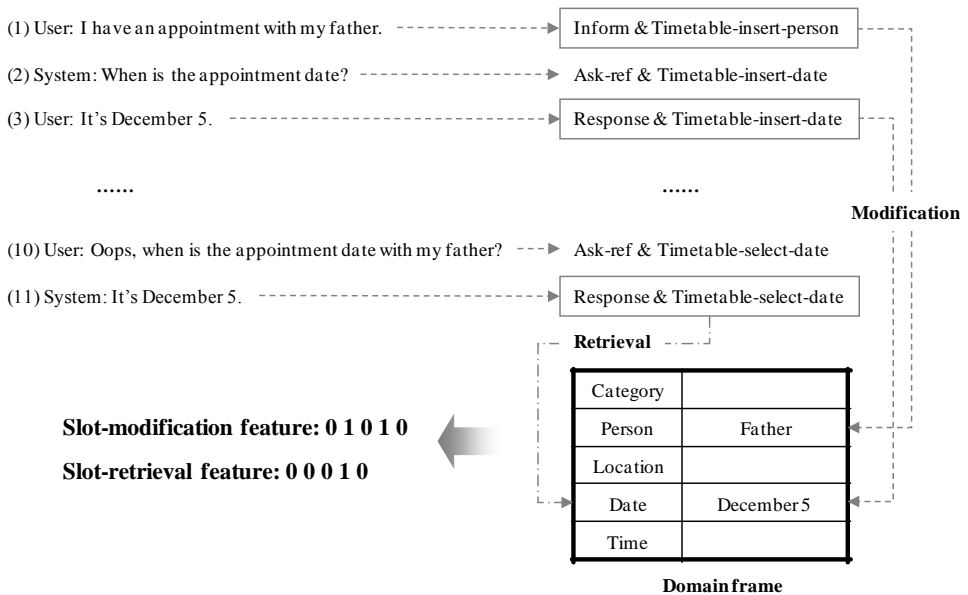 (1) User: I have an appointment with my father. Inform & Timetable-insert-person
(2) System: When is the appointment date? Ask-ref & Timetable-insert-date
(3) User: It's December 5. Response & Timetable-insert-date
...... ......
Modification
(10) User: Oops, when is the appointment date with my father? Ask-ref & Timetable-select-date
(11) System: It's December 5. Response & Timetable-select-date
Retrieval
Category
Slot-modification feature: 0 1 0 1 0
Person Father
Location
Slot-retrieval feature: 0 0 0 1 0
Date December 5
Time
Domain frame